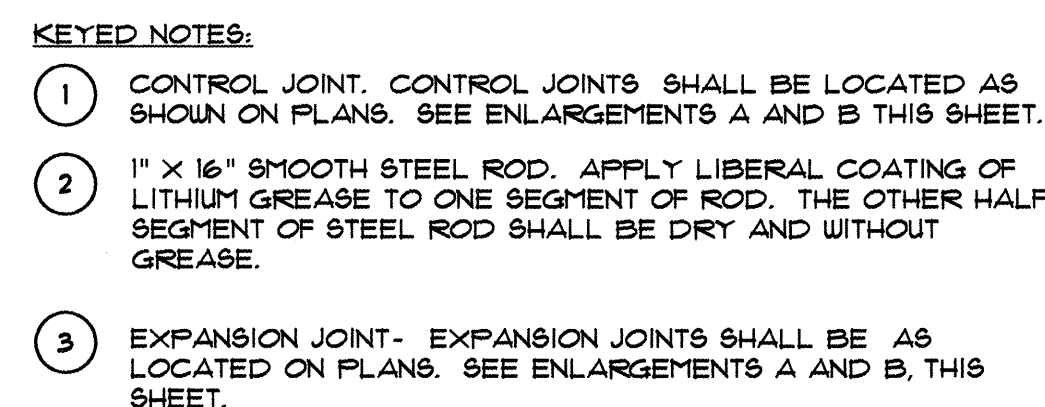 KEYED NOTES:
1 CONTROL JOINT. CONTROL JOINTS SHALL BE LOCATED AS
SHOWN ON PLANS. SEE ENLARGEMENTS A AND B THIS SHEET.
2 1" X 16" SMOOTH STEEL ROD. APPLY LIBERAL COATING OF
LITHIUM GREASE TO ONE SEGMENT OF ROD. THE OTHER HALF
SEGMENT OF STEEL ROD SHALL BE DRY AND WITHOUT
GREASE.
3 EXPANSION JOINT- EXPANSION JOINTS SHALL BE AS
LOCATED ON PLANS. SEE ENLARGEMENTS A AND B, THIS
SHEET.